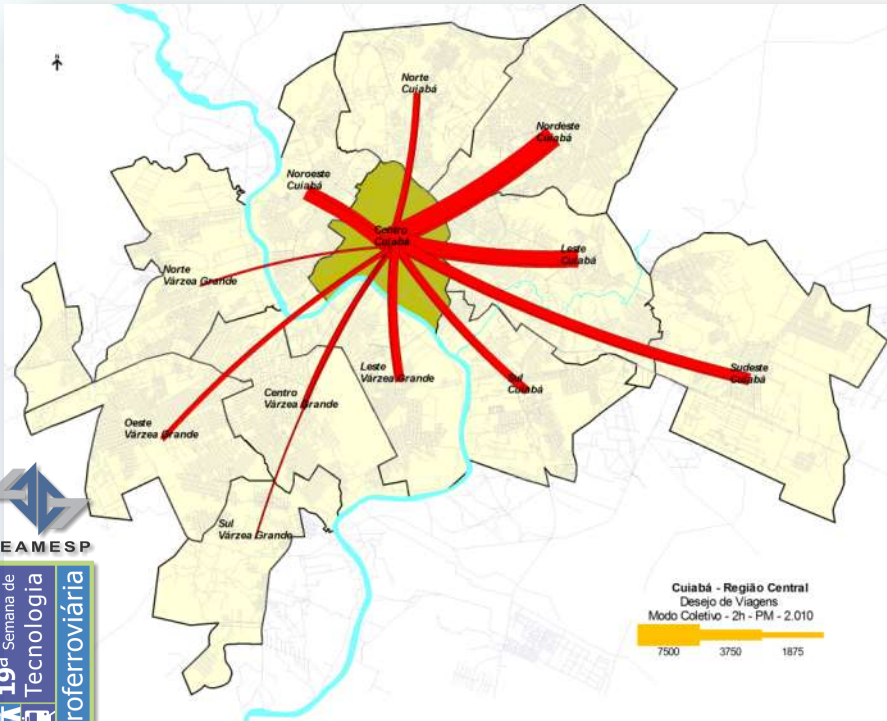 N
Norte
Cuiabá
Nordeste
Cuiabá
Noroeste
Cuiabá
Centro
Cuiabá
Leste
Cuiabá
Norte
Várzea Grande
Sudeste
Cuiabá
Leste
Várzea Grande
Sul
Cuiabá
Centro
Várzea Grande
Oeste
Várzea Grande
Sul
Várzea Grande
EAMESP
19ª Semana de
Tecnologia
roferroviária
Cuiabá - Região Central
Desejo de Viagens
Modo Coletivo - 2h - PM - 2.010
7500 3750 1875